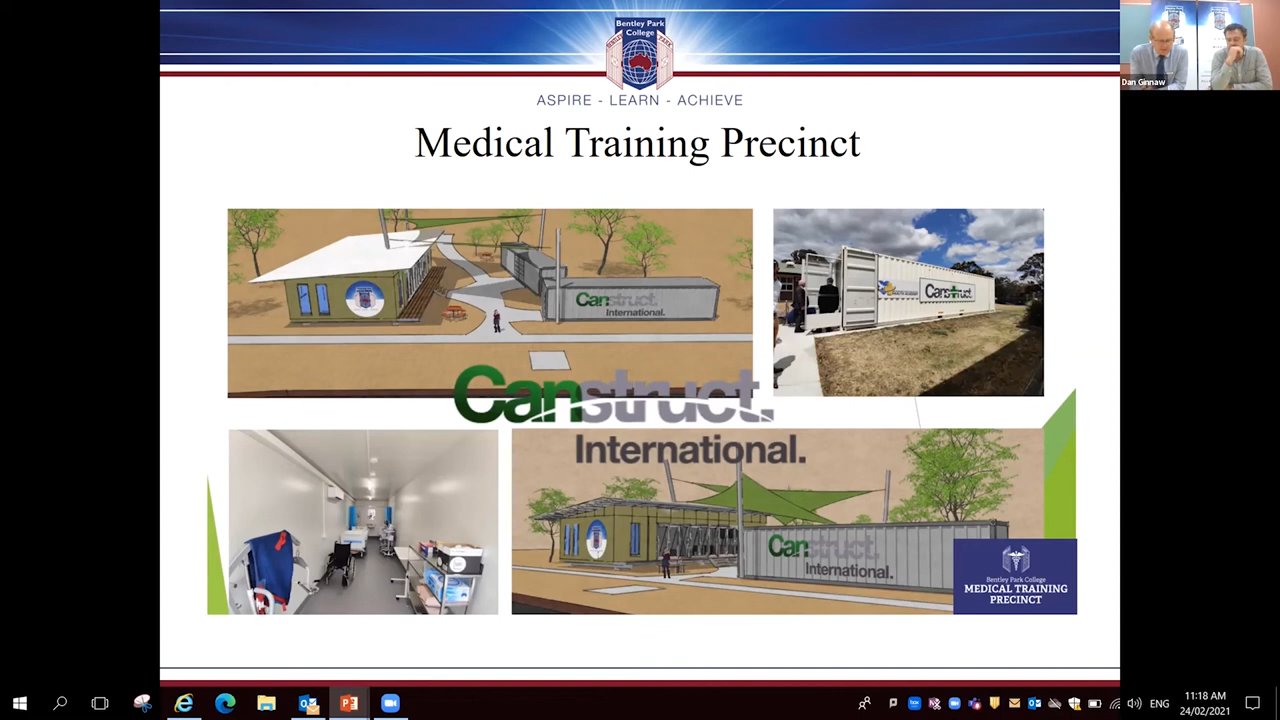 Bentley Park
College
ASPIRE - LEARN - ACHIEVE
Dan Ginnaw
Medical Training Precinct
Canstruct.
International.
Canstruct.
Canstruct.
International.
Canstruct.
International.
Bentley Park College
MEDICAL TRAINING
PRECINCT
ENG
11:18 AM
24/02/2021